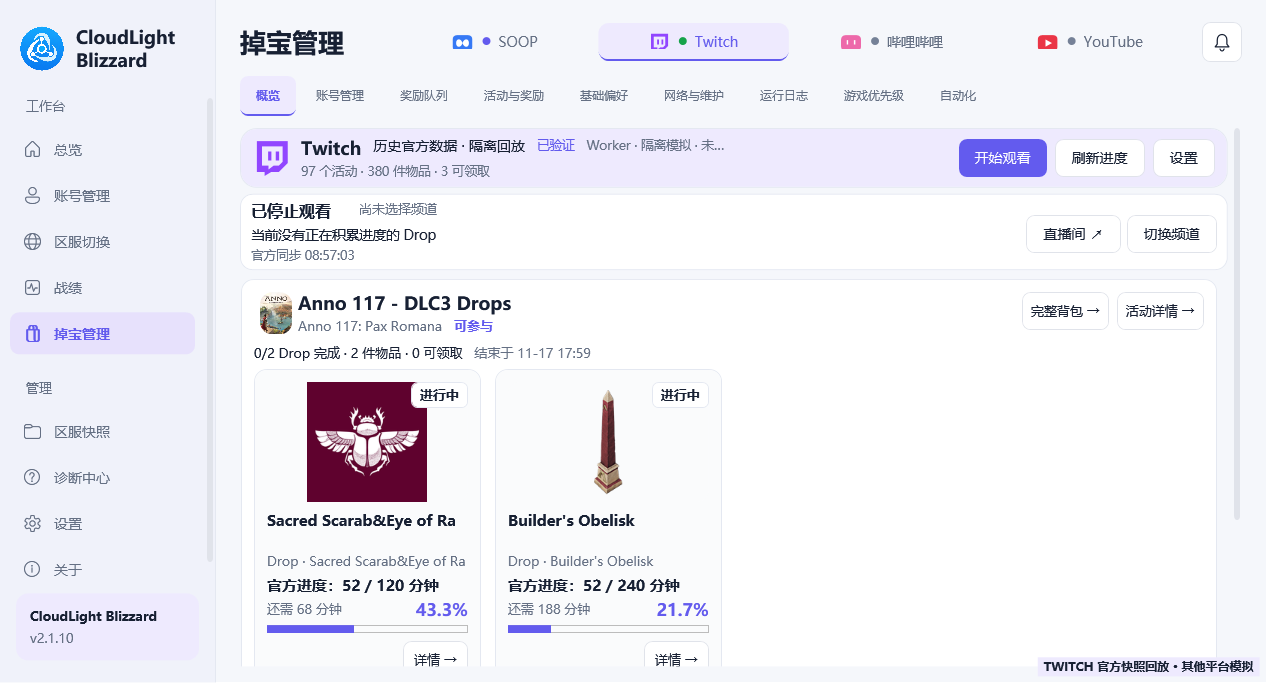 CloudLight
Blizzard
工作台
总览
账号管理
区服切换
战绩
掉宝管理
管理
区服快照
诊断中心
设置
关于
CloudLight Blizzard
v2.1.10
掉宝管理
SOOP
Twitch
哔哩哔哩
YouTube
概览
账号管理
奖励队列
活动与奖励
基础偏好
网络与维护
运行日志
游戏优先级
自动化
Twitch 历史官方数据 · 隔离回放 已验证 Worker · 隔离模拟 · 未...
97 个活动 · 380 件物品 · 3 可领取
开始观看
刷新进度
设置
已停止观看 尚未选择频道
当前没有正在积累进度的 Drop
官方同步 08:57:03
直播间 ↗
切换频道
ANNO
Anno 117 - DLC3 Drops
Anno 117: Pax Romana 可参与
完整背包 →
活动详情 →
0/2 Drop 完成 · 2 件物品 · 0 可领取 结束于 11-17 17:59
进行中
Sacred Scarab&Eye of Ra
Drop · Sacred Scarab&Eye of Ra
官方进度：52 / 120 分钟
还需 68 分钟 43.3%
详情 →
进行中
Builder's Obelisk
Drop · Builder's Obelisk
官方进度：52 / 240 分钟
还需 188 分钟 21.7%
详情 →
TWITCH 官方快照回放 • 其他平台模拟